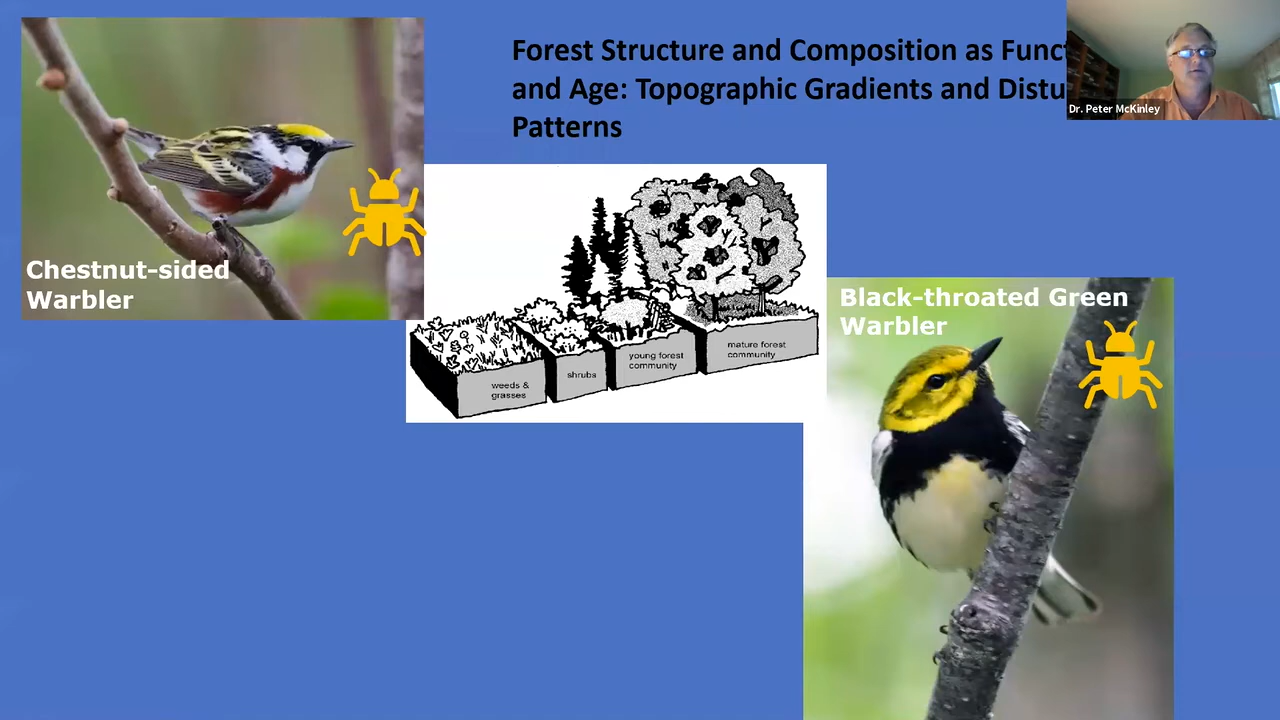 Forest Structure and Composition as Func
and Age: Topographic Gradients and Distu
Patterns
Dr. Peter McKinley
Chestnut-sided
Warbler
Black-throated Green
Warbler
weeds &
grasses
shrubs
young forest
community
mature forest
community